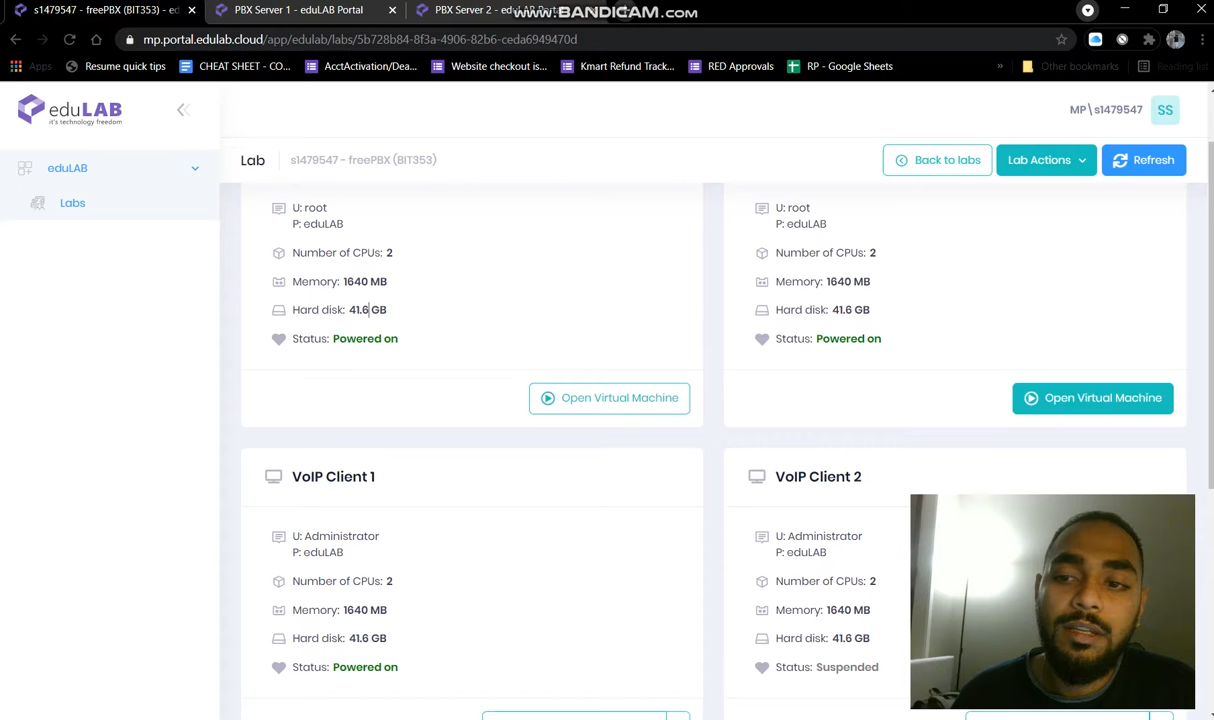 s1479547 - freePBX (BIT353) - ed
PBX Server 1 - eduLAB Portal
PBX Server 2 - ed
www.BANDICAM.com
mp.portal.edulab.cloud/app/edulab/labs/5b728b84-8f3a-4906-82b6-ceda6949470d
Apps
Resume quick tips
CHEAT SHEET - CO...
AcctActivation/Dea...
Website checkout is...
Kmart Refund Track...
RED Approvals
RP - Google Sheets
»
Other bookmarks
Reading list
eduLAB
it's technology freedom
MP\s1479547
SS
eduLAB
Labs
Lab
s1479547 - freePBX (BIT353)
Back to labs
Lab Actions
Refresh
U: root
P: eduLAB
Number of CPUs: 2
Memory: 1640 MB
Hard disk: 41.6 GB
Status: Powered on
Open Virtual Machine
U: root
P: eduLAB
Number of CPUs: 2
Memory: 1640 MB
Hard disk: 41.6 GB
Status: Powered on
Open Virtual Machine
VoIP Client 1
U: Administrator
P: eduLAB
Number of CPUs: 2
Memory: 1640 MB
Hard disk: 41.6 GB
Status: Powered on
VoIP Client 2
U: Administrator
P: eduLAB
Number of CPUs: 2
Memory: 1640 MB
Hard disk: 41.6 GB
Status: Suspended